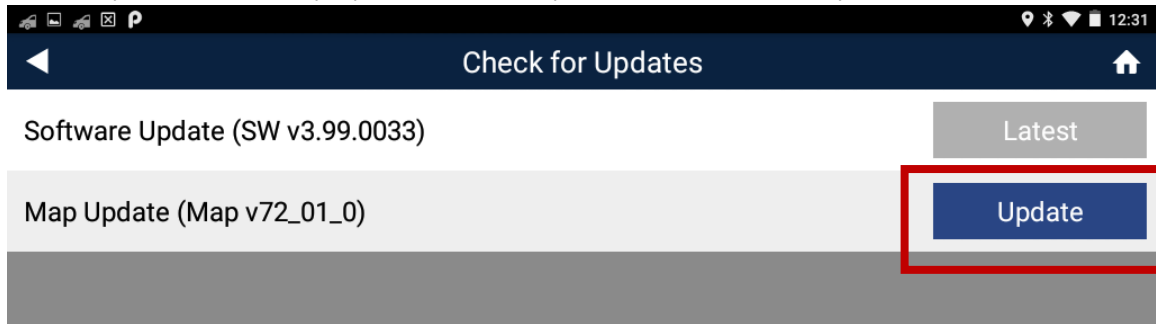 12:31
Check for Updates
Software Update (SW v3.99.0033)
Latest
Map Update (Map v72_01_0)
Update